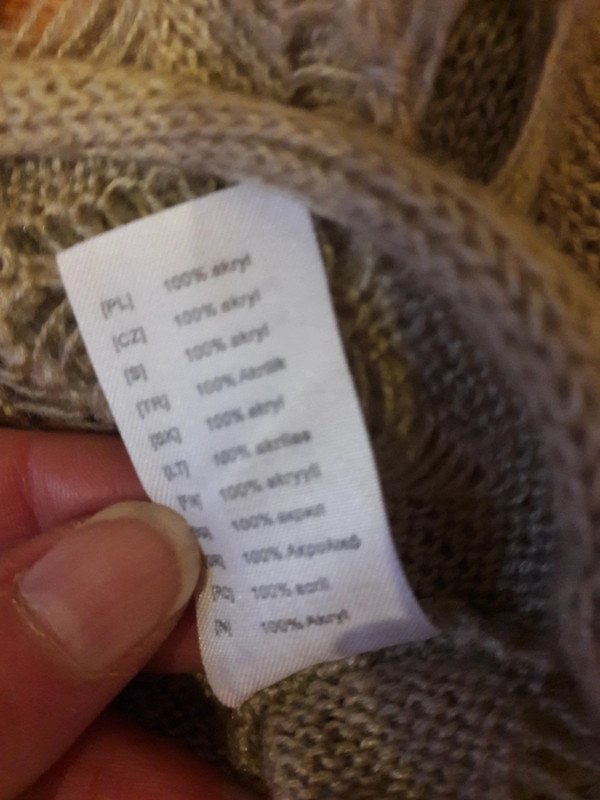 [PL] 100% akryl
[CZ] 100% akryl
[S] 100% akryl
[TR] 100% Akrilik
[SK] 100% akryl
[LT] 100% akrilas
100% akryyli
100% акрил
100%
[RO] 100% acril
[N] 100% Akryl